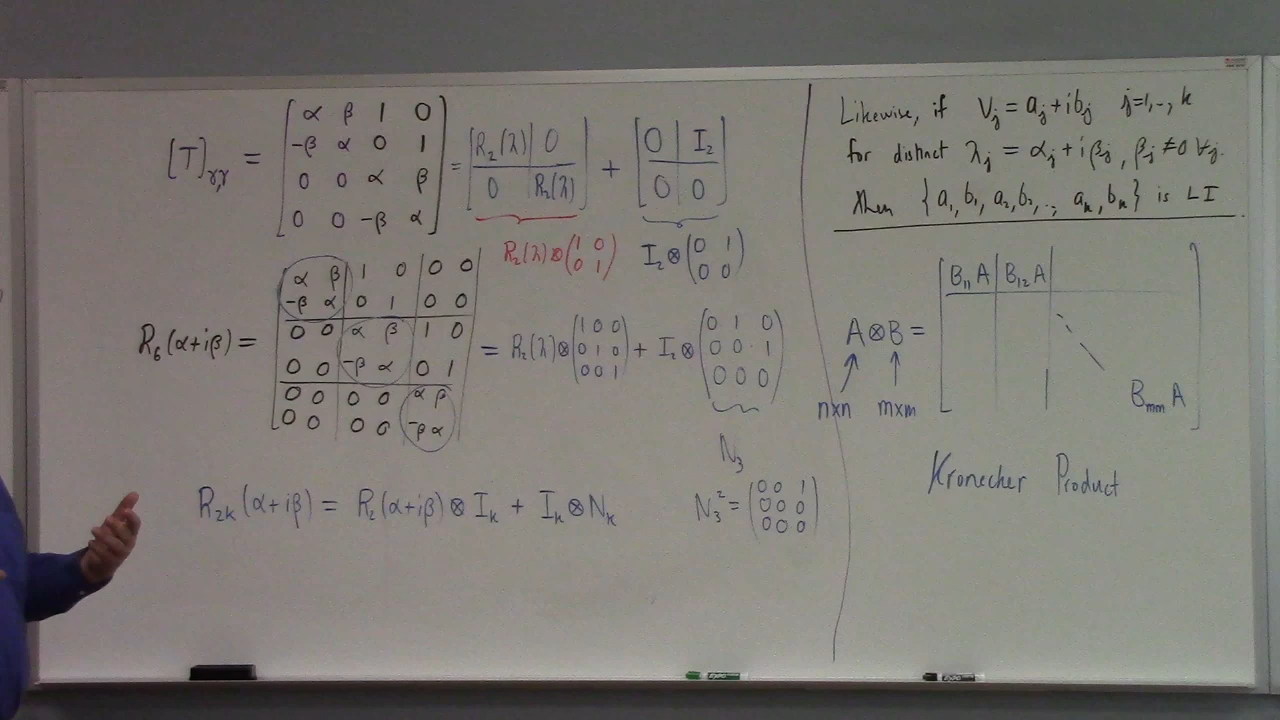 [T]γ,γ = [α β 1 0; -β α 0 1; 0 0 α β; 0 0 -β α] = [R₂(λ) | 0; 0 | R₂(λ)] + [0 | I₂; 0 | 0]
R₂(λ)⊗(1 0; 0 1) I₂⊗(0 1; 0 0)
R₆(α+iβ) = [α β 1 0 0 0; -β α 0 1 0 0; 0 0 α β 1 0; 0 0 -β α 0 1; 0 0 0 0 α β; 0 0 0 0 -β α] = R₂(λ)⊗(1 0 0; 0 1 0; 0 0 1) + I₂⊗(0 1 0; 0 0 1; 0 0 0)
N₃
R₂ₖ(α+iβ) = R₂(α+iβ)⊗Iₖ + Iₖ⊗Nₖ N₃² = (0 0 1; 0 0 0; 0 0 0)
Likewise, if Vj = aj+ibj j=1,..,k
for distinct λj = αj+iβj, βj≠0 ∀j.
then {a₁,b₁,a₂,b₂,.., aₖ,bₖ} is LI
A⊗B = [B₁₁A | B₁₂A | \ BmmA]
n×n m×m
Kronecher Product
EXPO
EXPO